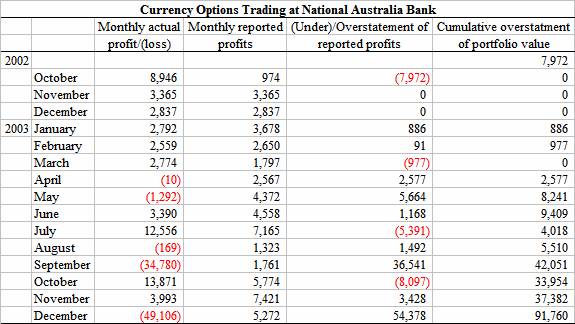 Currency Options Trading at National Australia Bank
Monthly actual Monthly reported (Under)/Overstatement of Cumulative overstatment
profit/(loss) profits reported profits of portfolio value
2002 7,972
October 8,946 974 (7,972) 0
November 3,365 3,365 0 0
December 2,837 2,837 0 0
2003 January 2,792 3,678 886 886
February 2,559 2,650 91 977
March 2,774 1,797 (977) 0
April (10) 2,567 2,577 2,577
May (1,292) 4,372 5,664 8,241
June 3,390 4,558 1,168 9,409
July 12,556 7,165 (5,391) 4,018
August (169) 1,323 1,492 5,510
September (34,780) 1,761 36,541 42,051
October 13,871 5,774 (8,097) 33,954
November 3,993 7,421 3,428 37,382
December (49,106) 5,272 54,378 91,760